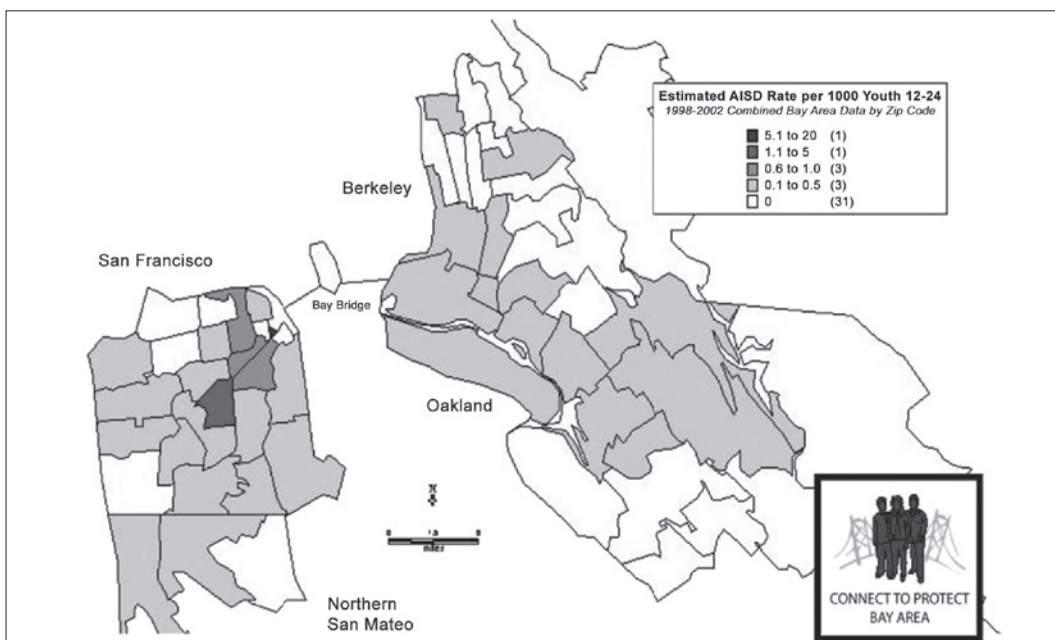 Estimated AISD Rate per 1000 Youth 12-24
1998-2002 Combined Bay Area Data by Zip Code
5.1 to 20 (1)
1.1 to 5 (1)
0.6 to 1.0 (3)
0.1 to 0.5 (3)
0 (31)
Berkeley
San Francisco
Bay Bridge
Oakland
N
miles
Northern
San Mateo
CONNECT TO PROTECT
BAY AREA